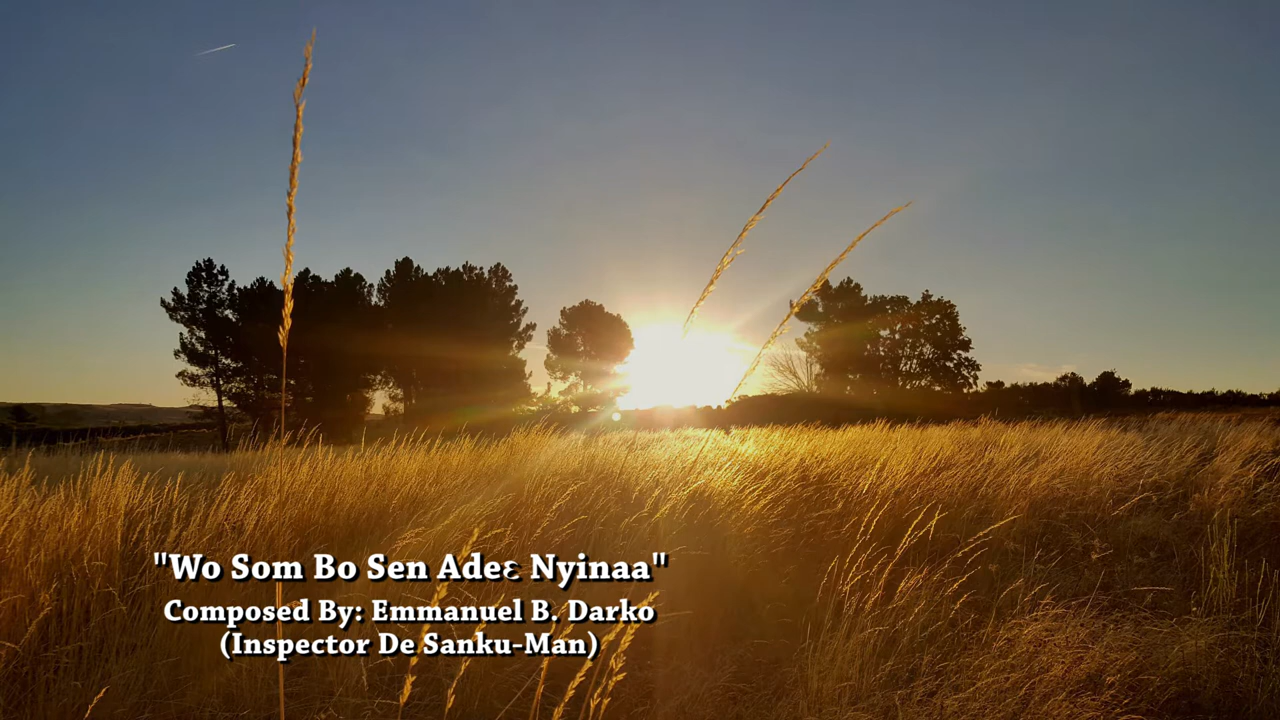 "Wo Som Bo Sen Adeɛ Nyinaa"
Composed By: Emmanuel B. Darko
(Inspector De Sanku-Man)